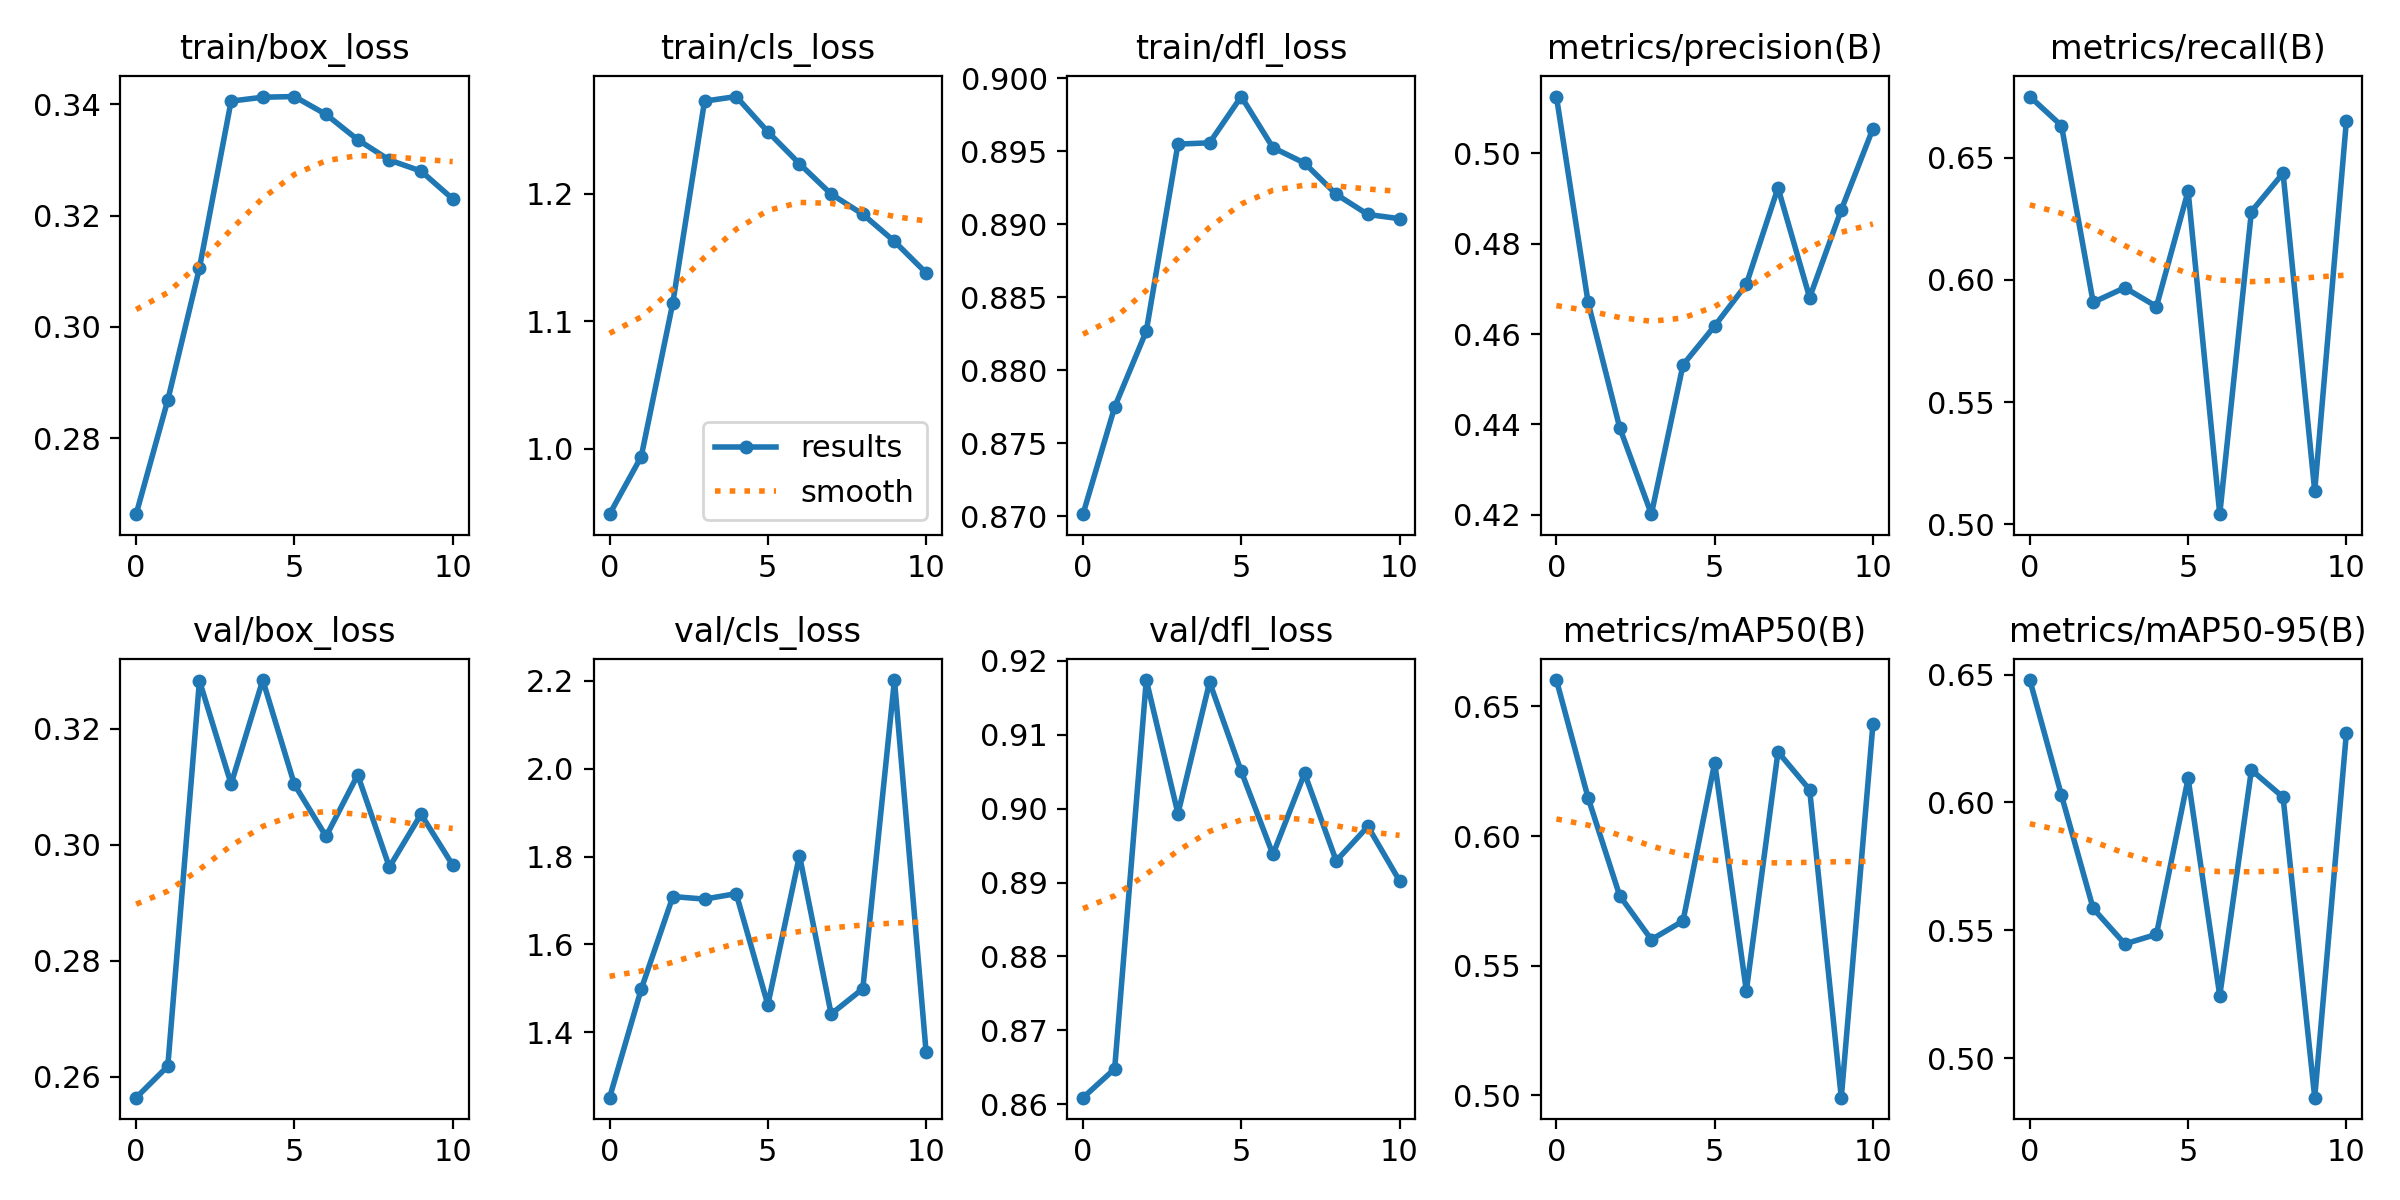 train/box_loss
train/cls_loss
train/dfl_loss
metrics/precision(B)
metrics/recall(B)
0.34
0.32
0.30
0.28
0 5 10
1.2
1.1
1.0
results
smooth
0 5 10
0.900
0.895
0.890
0.885
0.880
0.875
0.870
0 5 10
0.50
0.48
0.46
0.44
0.42
0 5 10
0.65
0.60
0.55
0.50
0 5 10
val/box_loss
val/cls_loss
val/dfl_loss
metrics/mAP50(B)
metrics/mAP50-95(B)
0.32
0.30
0.28
0.26
0 5 10
2.2
2.0
1.8
1.6
1.4
0 5 10
0.92
0.91
0.90
0.89
0.88
0.87
0.86
0 5 10
0.65
0.60
0.55
0.50
0 5 10
0.65
0.60
0.55
0.50
0 5 10